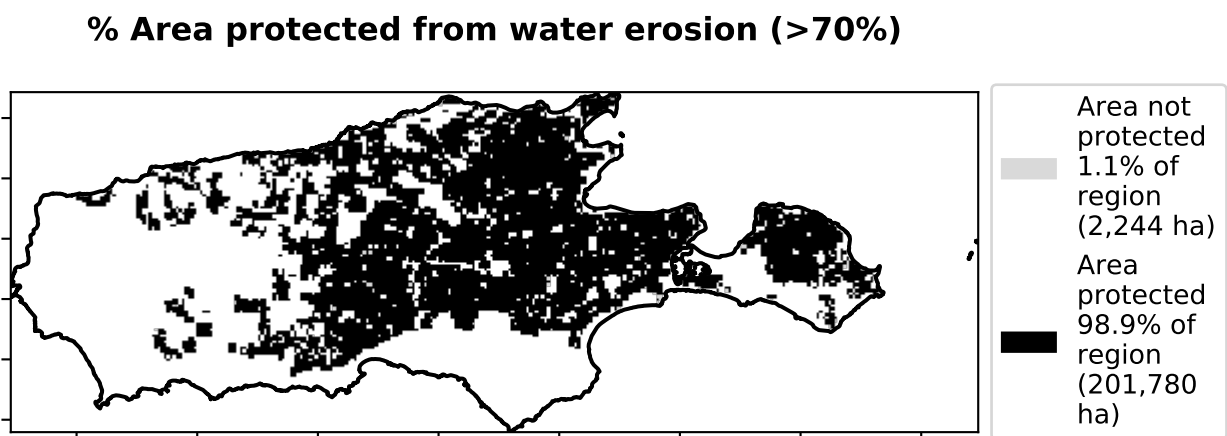 % Area protected from water erosion (>70%)
Area not
protected
1.1% of
region
(2,244 ha)
Area
protected
98.9% of
region
(201,780
ha)